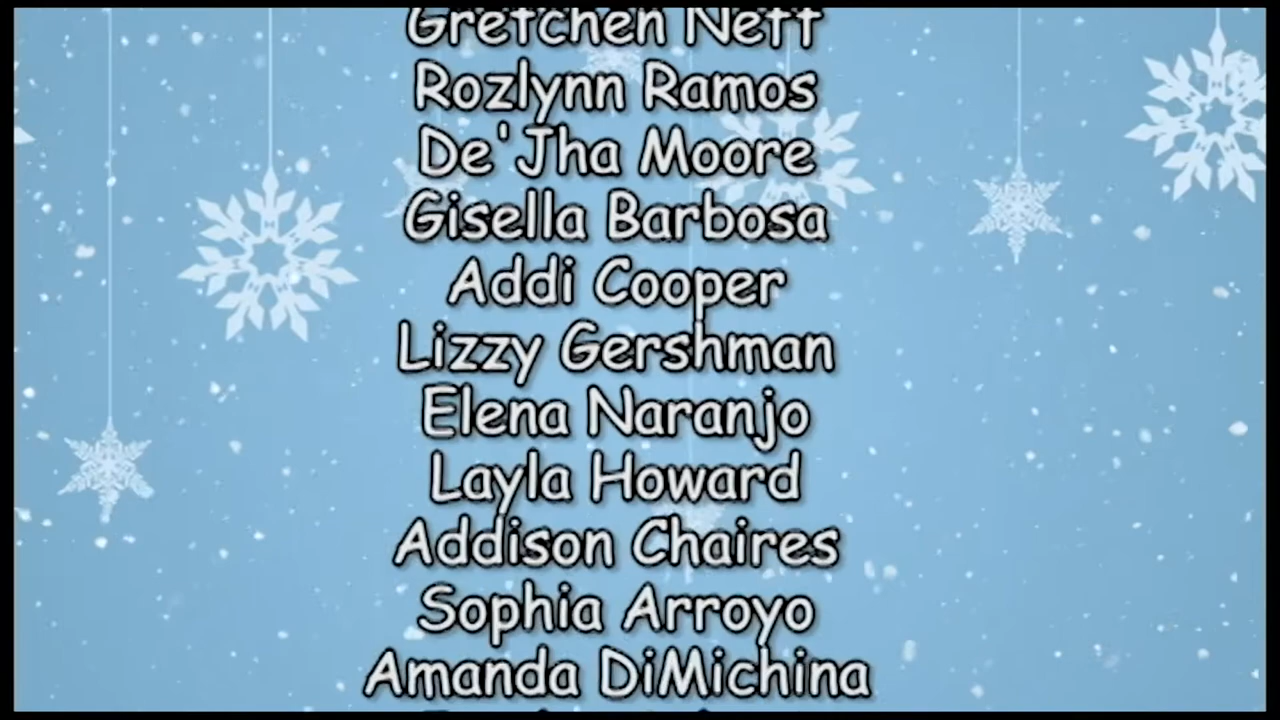 Gretchen Neff
Rozlynn Ramos
De'Jha Moore
Gisella Barbosa
Addi Cooper
Lizzy Gershman
Elena Naranjo
Layla Howard
Addison Chaires
Sophia Arroyo
Amanda DiMichina